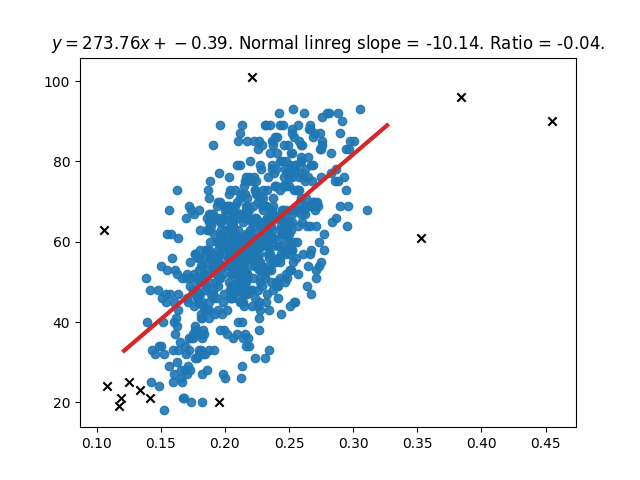 y = 273.76x + −0.39. Normal linreg slope = -10.14. Ratio = -0.04.
100
80
60
40
20
0.10 0.15 0.20 0.25 0.30 0.35 0.40 0.45